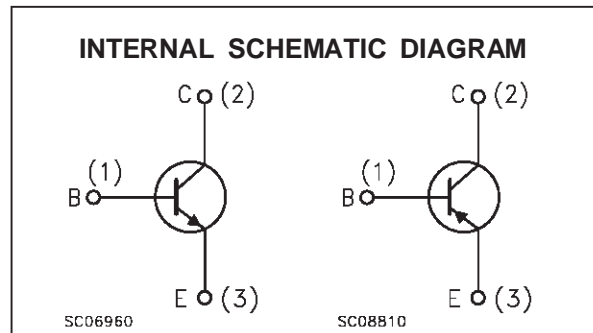 INTERNAL SCHEMATIC DIAGRAM
C (2)
C (2)
(1)
B
(1)
B
E (3)
E (3)
SC06960
SC08810